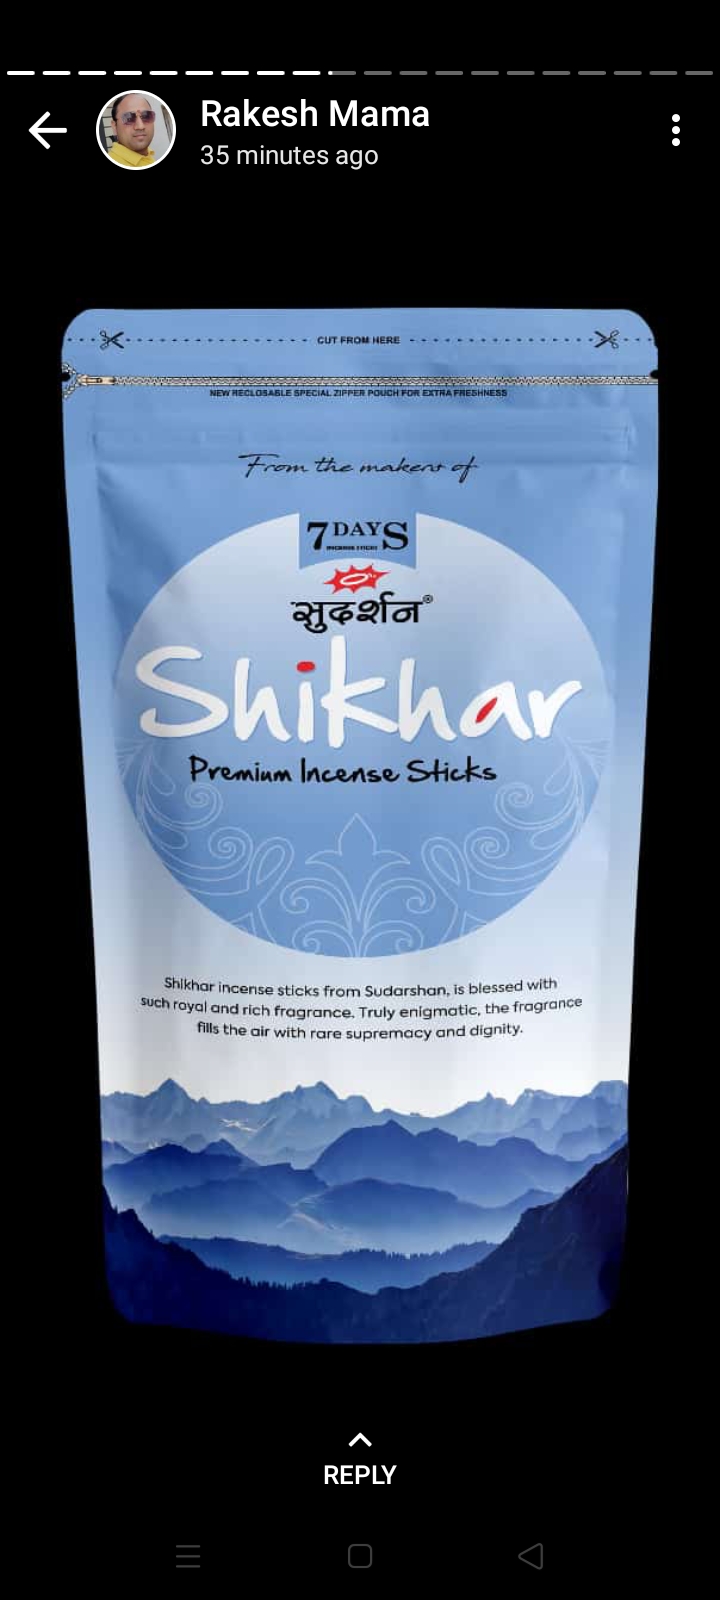 Rakesh Mama
35 minutes ago
CUT FROM HERE
NEW RECLOSABLE SPECIAL ZIPPER POUCH FOR EXTRA FRESHNESS
From the makers of
7 DAYS
INCENSE STICKS
सुदर्शन®
Shikhar
Premium Incense Sticks
Shikhar incense sticks from Sudarshan, is blessed with
such royal and rich fragrance. Truly enigmatic, the fragrance
fills the air with rare supremacy and dignity.
REPLY